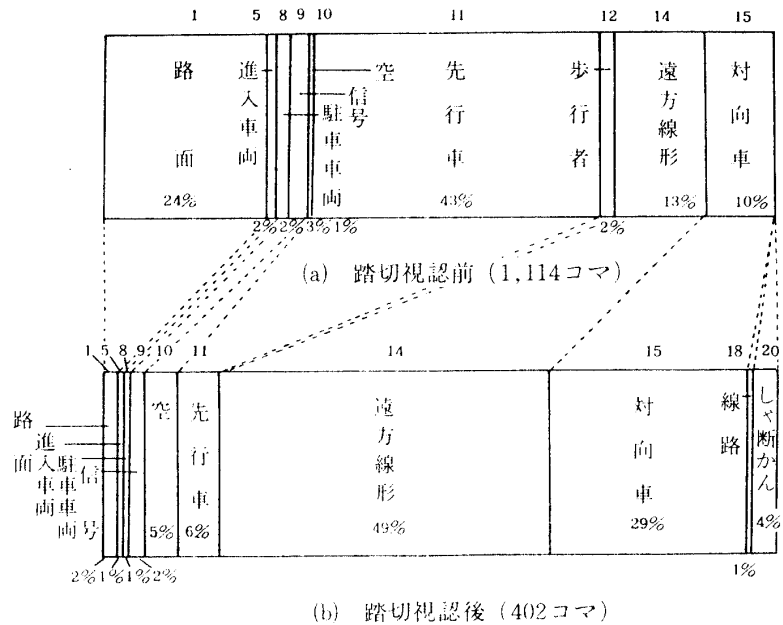 1 5 8 9 10 11 12 14 15
路面
進入車両
駐車車両
信号
空
先行車
歩行者
遠方線形
対向車
24% 43% 13% 10%
2% 2% 3% 1% 2%
(a) 踏切視認前 (1,114コマ)
1 5 8 9 10 11 14 15 18 20
路面
進入車両
駐車車両
信号
空
先行車
遠方線形
対向車
線路
しゃ断かん
5% 6% 49% 29% 4%
2% 1% 1% 2% 1%
(b) 踏切視認後 (402コマ)